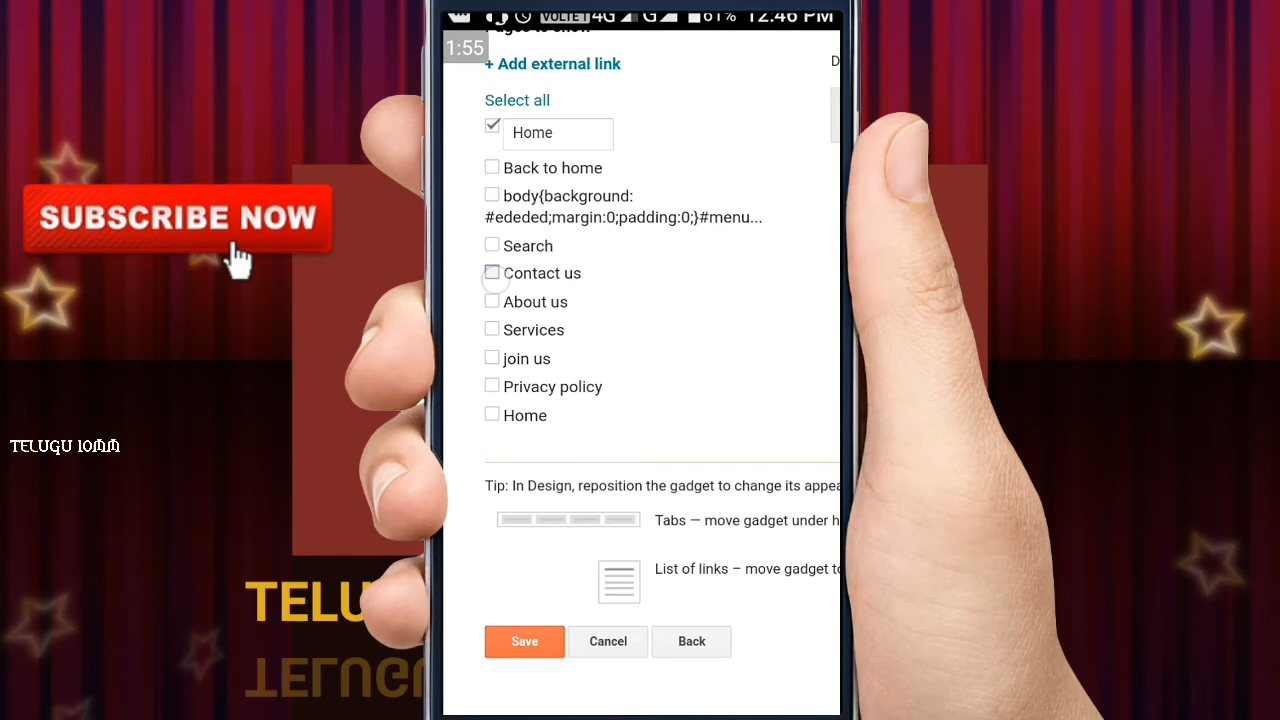 VOLTE 1 4G G 61% 12:46 PM
Pages to show
1:55
+ Add external link
D
Select all
Home
Back to home
body{background:
#ededed;margin:0;padding:0;}#menu...
Search
Contact us
About us
Services
join us
Privacy policy
Home
Tip: In Design, reposition the gadget to change its appea
Tabs — move gadget under h
List of links – move gadget to
Save
Cancel
Back
SUBSCRIBE NOW
TELUGU 10MM
TELU